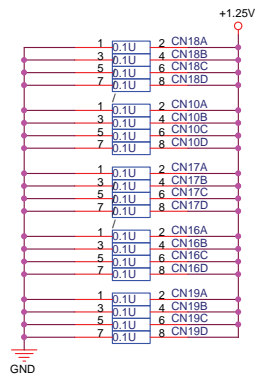 +1.25V
1 0.1U 2 CN18A
3 0.1U 4 CN18B
5 0.1U 6 CN18C
7 0.1U 8 CN18D
/
1 0.1U 2 CN10A
3 0.1U 4 CN10B
5 0.1U 6 CN10C
7 0.1U 8 CN10D
1 0.1U 2 CN17A
3 0.1U 4 CN17B
5 0.1U 6 CN17C
7 0.1U 8 CN17D
/
1 0.1U 2 CN16A
3 0.1U 4 CN16B
5 0.1U 6 CN16C
7 0.1U 8 CN16D
1 0.1U 2 CN19A
3 0.1U 4 CN19B
5 0.1U 6 CN19C
7 0.1U 8 CN19D
GND